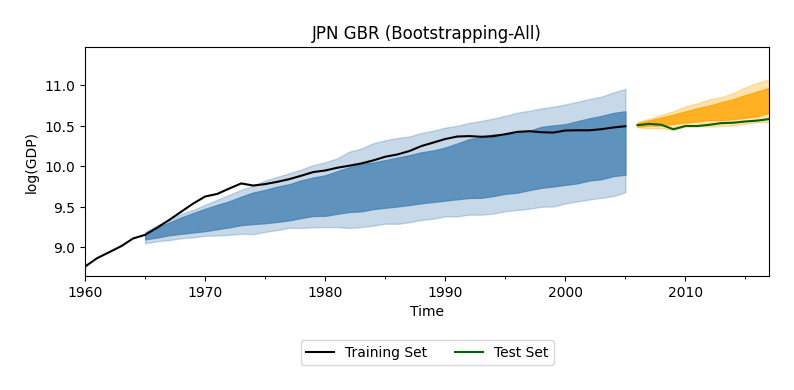 JPN GBR (Bootstrapping-All)
log(GDP)
11.0
10.5
10.0
9.5
9.0
1960 1970 1980 1990 2000 2010
Time
Training Set Test Set